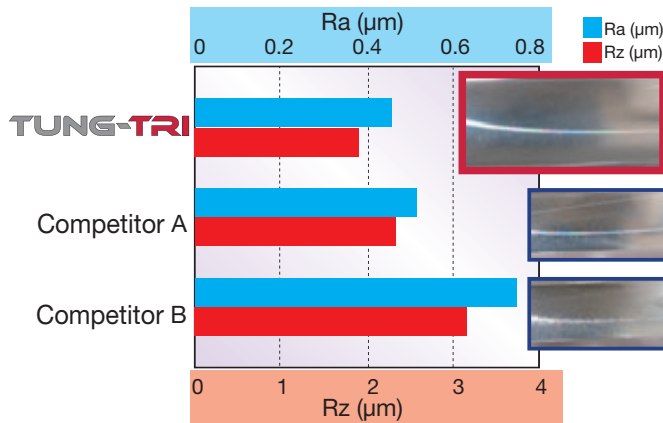 Ra (µm)
0 0.2 0.4 0.6 0.8
Ra (µm)
Rz (µm)
TUNG-TRI
Competitor A
Competitor B
0 1 2 3 4
Rz (µm)